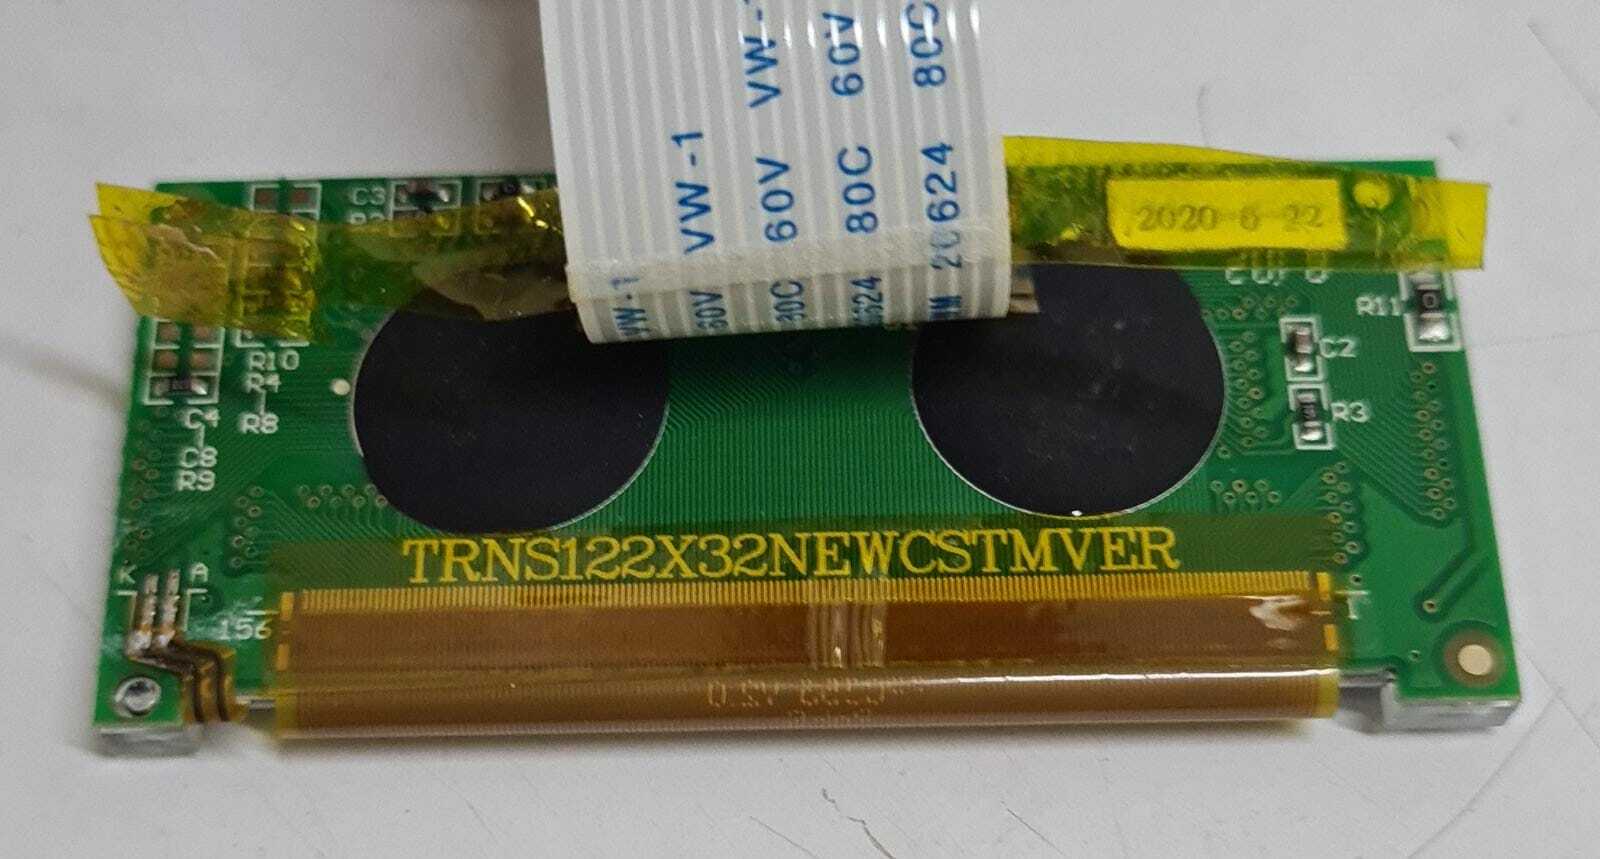 VW-1
60V VW-1
80C 60V VW-
20624 80C 60V
20624 80C
C3
2020 6 22
R11
C2
R3
R10
R4
R8
C4
C8
R9
TRNS122X32NEWCSTMVER
K
A
156
1